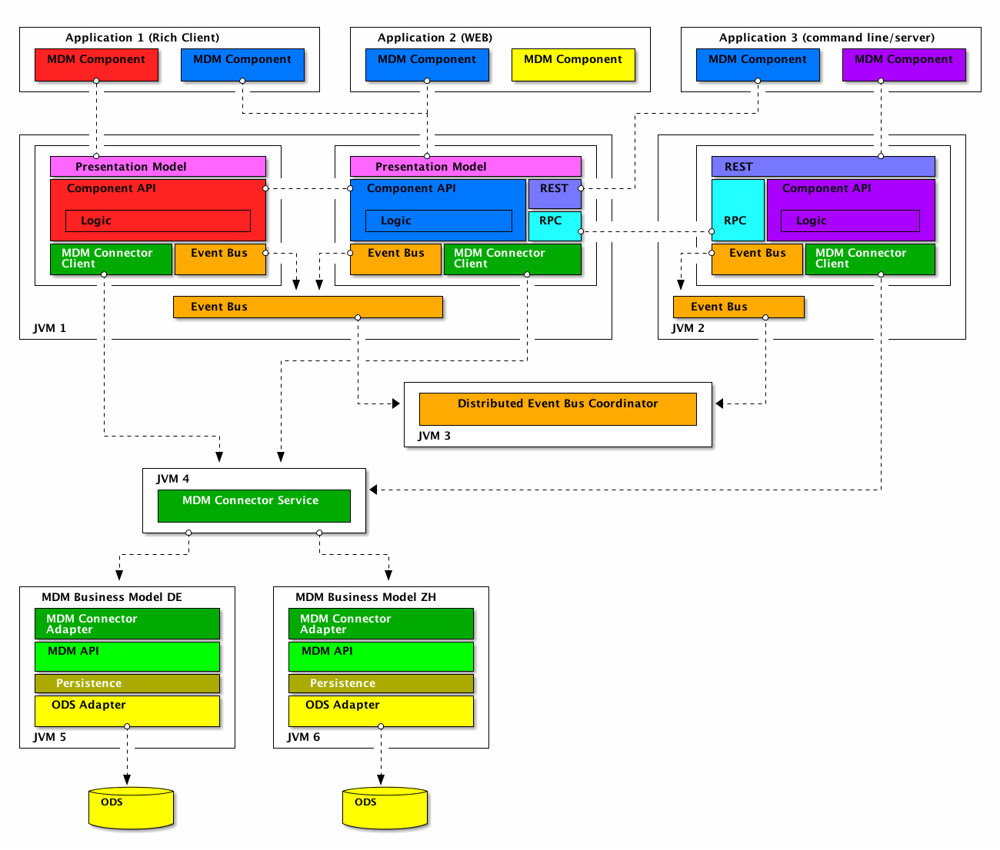 Application 1 (Rich Client)
Application 2 (WEB)
Application 3 (command line/server)
MDM Component
MDM Component
MDM Component
MDM Component
MDM Component
MDM Component
Presentation Model
Presentation Model
REST
Component API
Component API
REST
Component API
Logic
Logic
RPC
RPC
Logic
MDM Connector
Client
Event Bus
Event Bus
MDM Connector
Client
Event Bus
MDM Connector
Client
Event Bus
Event Bus
JVM 1
JVM 2
Distributed Event Bus Coordinator
JVM 3
JVM 4
MDM Connector Service
MDM Business Model DE
MDM Business Model ZH
MDM Connector
Adapter
MDM Connector
Adapter
MDM API
MDM API
Persistence
Persistence
ODS Adapter
ODS Adapter
JVM 5
JVM 6
ODS
ODS